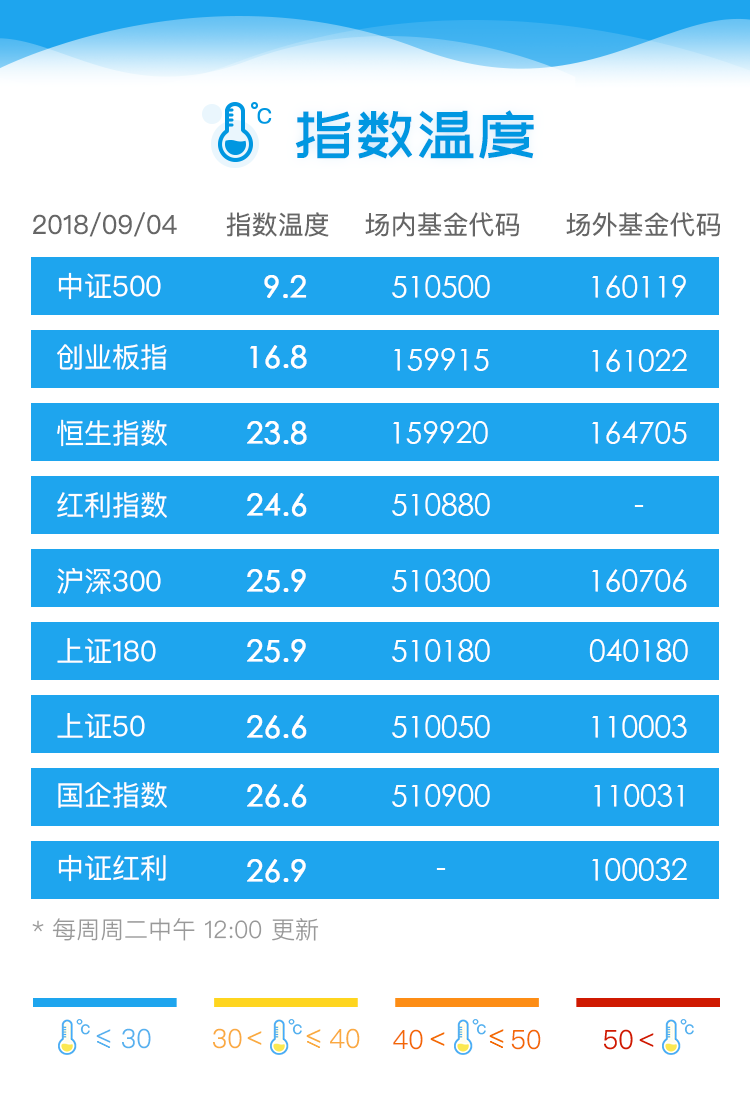 ℃ 指数温度
2018/09/04 指数温度 场内基金代码 场外基金代码
中证500 9.2 510500 160119
创业板指 16.8 159915 161022
恒生指数 23.8 159920 164705
红利指数 24.6 510880 -
沪深300 25.9 510300 160706
上证180 25.9 510180 040180
上证50 26.6 510050 110003
国企指数 26.6 510900 110031
中证红利 26.9 - 100032
* 每周周二中午 12:00 更新
℃ ≤ 30 30 < ℃ ≤ 40 40 < ℃ ≤ 50 50 < ℃